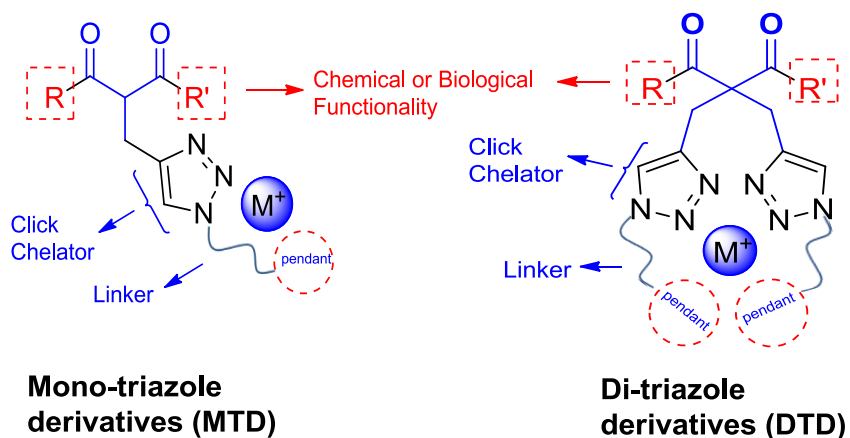 O O
R R'
Chemical or Biological
Functionality
N
N
N
Click
Chelator
M+
Linker
pendant
Mono-triazole
derivatives (MTD)
O O
R R'
Click
Chelator
N N
N N
N N
M+
Linker
pendant pendant
Di-triazole
derivatives (DTD)